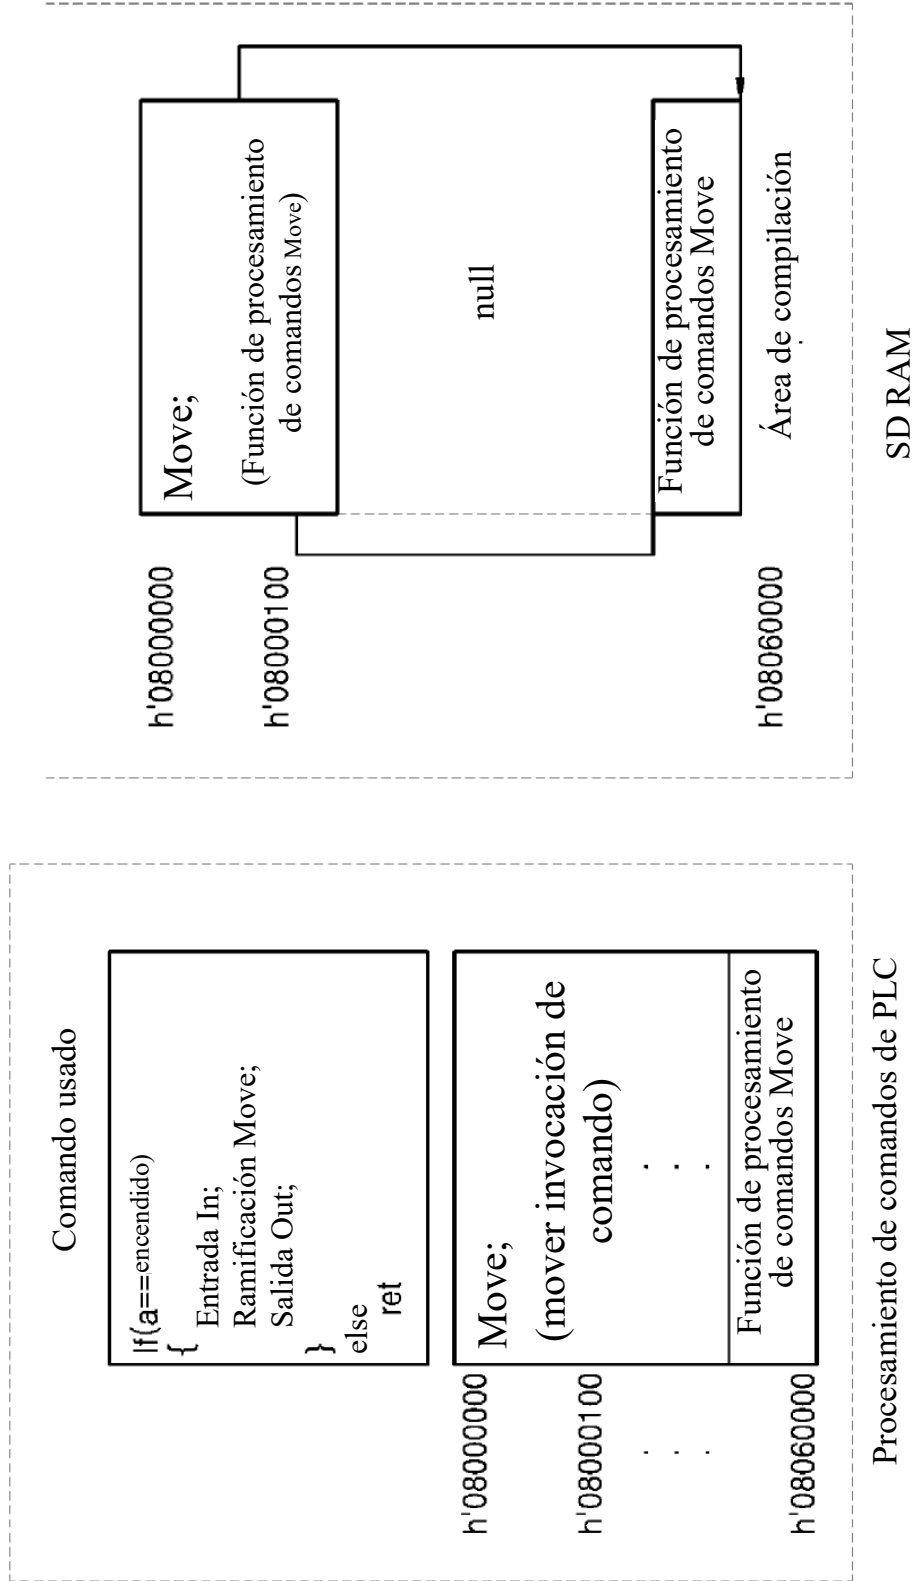 Comando usado
If(a==encendido)
{
Entrada In;
Ramificación Move;
Salida Out;
}
else
ret
h'08000000
h'08000100
. . .
h'08060000
Move;
(mover invocación de
comando)
. . .
Función de procesamiento
de comandos Move
Procesamiento de comandos de PLC
h'08000000
h'08000100
h'08060000
Move;
(Función de procesamiento
de comandos Move)
null
Función de procesamiento
de comandos Move
Área de compilación
SD RAM